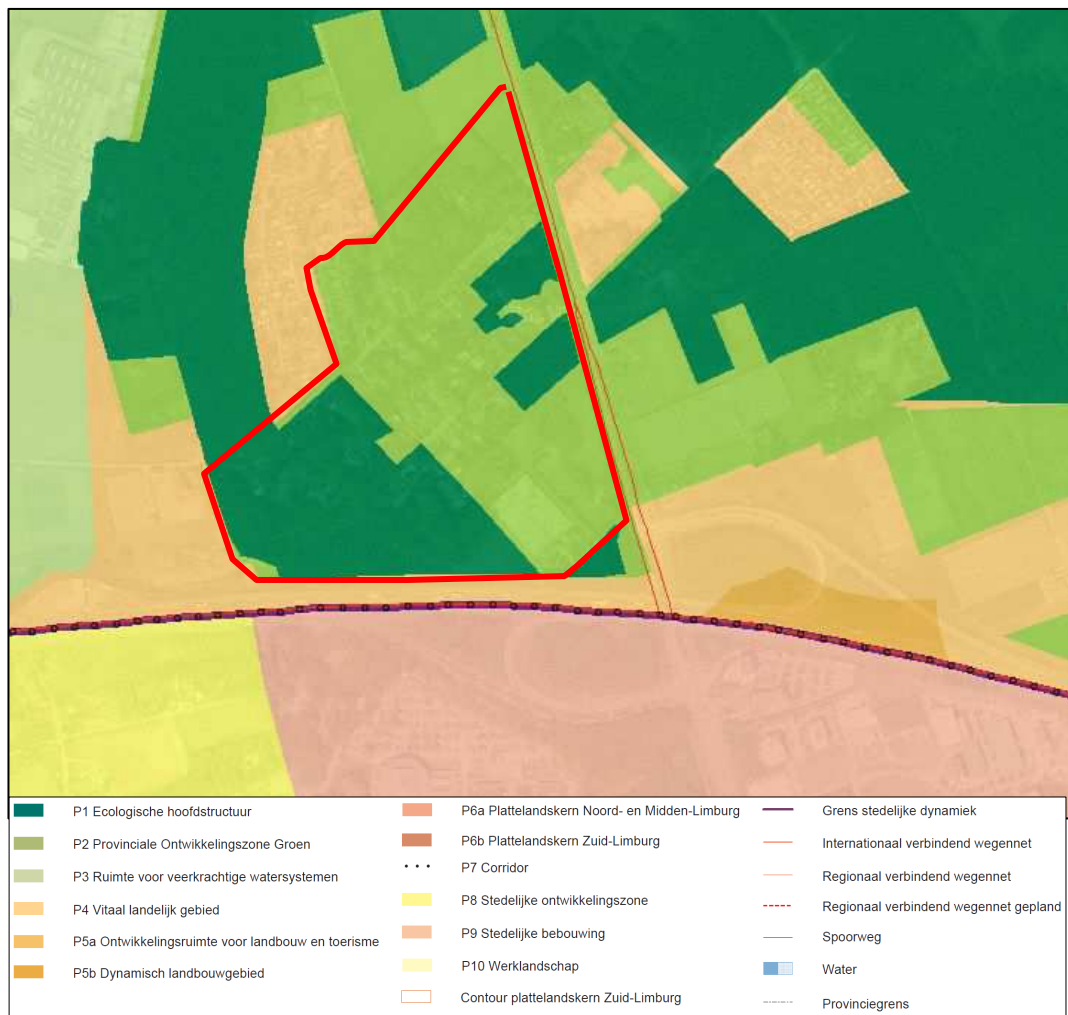 P1 Ecologische hoofdstructuur
P2 Provinciale Ontwikkelingszone Groen
P3 Ruimte voor veerkrachtige watersystemen
P4 Vitaal landelijk gebied
P5a Ontwikkelingsruimte voor landbouw en toerisme
P5b Dynamisch landbouwgebied
P6a Plattelandskern Noord- en Midden-Limburg
P6b Plattelandskern Zuid-Limburg
P7 Corridor
P8 Stedelijke ontwikkelingszone
P9 Stedelijke bebouwing
P10 Werklandschap
Contour plattelandskern Zuid-Limburg
Grens stedelijke dynamiek
Internationaal verbindend wegennet
Regionaal verbindend wegennet
Regionaal verbindend wegennet gepland
Spoorweg
Water
Provinciegrens